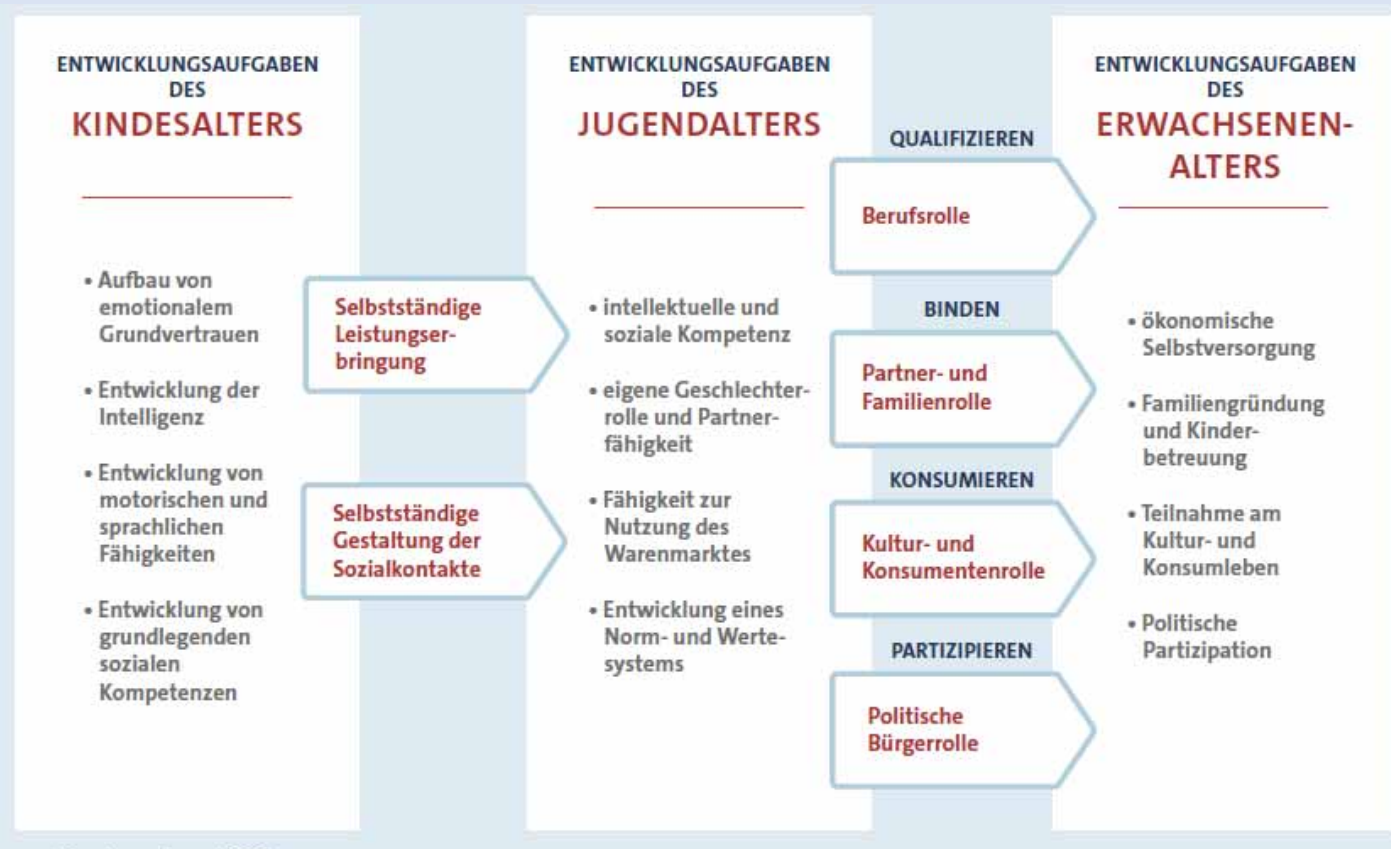 ENTWICKLUNGSAUFGABEN
DES
KINDESALTERS
• Aufbau von
emotionalem
Grundvertrauen
• Entwicklung der
Intelligenz
• Entwicklung von
motorischen und
sprachlichen
Fähigkeiten
• Entwicklung von
grundlegenden
sozialen
Kompetenzen
Selbstständige
Leistungser-
bringung
Selbstständige
Gestaltung der
Sozialkontakte
ENTWICKLUNGSAUFGABEN
DES
JUGENDALTERS
• intellektuelle und
soziale Kompetenz
• eigene Geschlechter-
rolle und Partner-
fähigkeit
• Fähigkeit zur
Nutzung des
Warenmarktes
• Entwicklung eines
Norm- und Werte-
systems
QUALIFIZIEREN
Berufsrolle
BINDEN
Partner- und
Familienrolle
KONSUMIEREN
Kultur- und
Konsumentenrolle
PARTIZIPIEREN
Politische
Bürgerrolle
ENTWICKLUNGSAUFGABEN
DES
ERWACHSENEN-
ALTERS
• ökonomische
Selbstversorgung
• Familiengründung
und Kinder-
betreuung
• Teilnahme am
Kultur- und
Konsumleben
• Politische
Partizipation